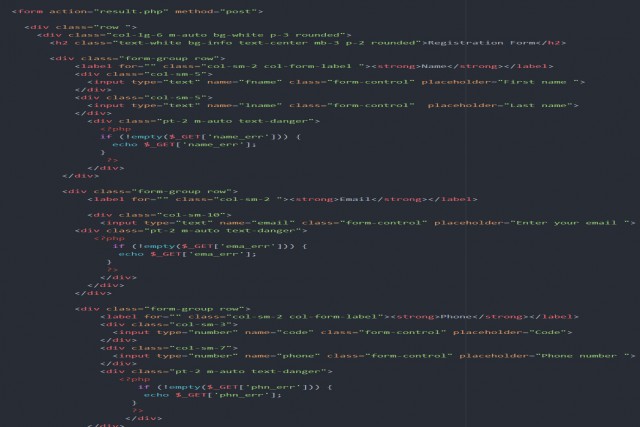 <form action="result.php" method="post">
<div class="row ">
<div class="col-lg-6 m-auto bg-white p-3 rounded">
<h2 class="text-white bg-info text-center mb-3 p-2 rounded">Registration Form</h2>
<div class="form-group row">
<label for="" class="col-sm-2 col-form-label "><strong>Name</strong></label>
<div class="col-sm-5">
<input type="text" name="fname" class="form-control" placeholder="First name ">
</div>
<div class="col-sm-5">
<input type="text" name="lname" class="form-control"  placeholder="Last name">
</div>
<div class="pt-2 m-auto text-danger">
<?php
if (!empty($_GET['name_err'])) {
echo $_GET['name_err'];
}
?>
</div>
</div>
<div class="form-group row">
<label for="" class="col-sm-2 "><strong>Email</strong></label>
<div class="col-sm-10">
<input type="text" name="email" class="form-control" placeholder="Enter your email ">
<div class="pt-2 m-auto text-danger">
<?php
if (!empty($_GET['ema_err'])) {
echo $_GET['ema_err'];
}
?>
</div>
</div>
</div>
<div class="form-group row">
<label for="" class="col-sm-2 col-form-label"><strong>Phone</strong></label>
<div class="col-sm-3">
<input type="number" name="code" class="form-control" placeholder="Code">
</div>
<div class="col-sm-7">
<input type="number" name="phone" class="form-control" placeholder="Phone number ">
</div>
<div class="pt-2 m-auto text-danger">
<?php
if (!empty($_GET['phn_err'])) {
echo $_GET['phn_err'];
}
?>
</div>
</div>